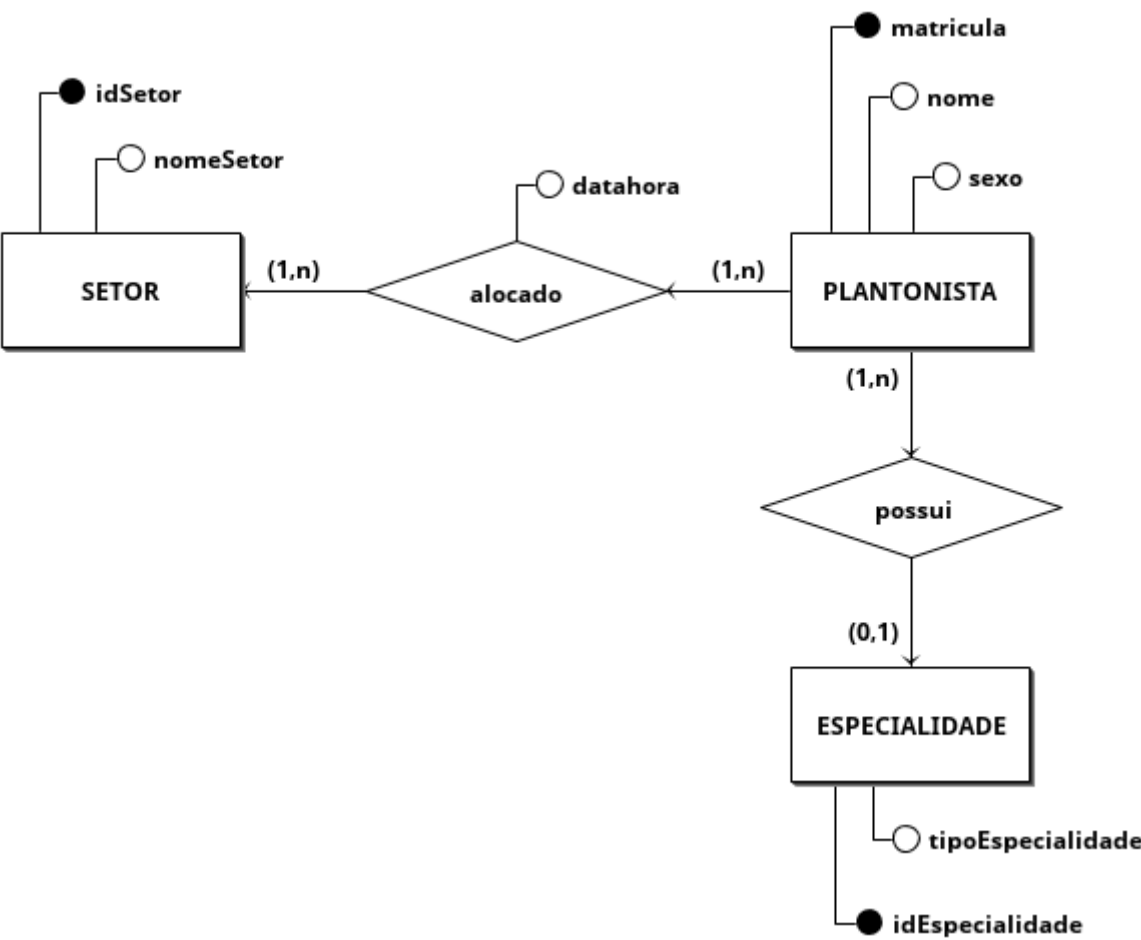 matricula
idSetor
nome
nomeSetor
sexo
datahora
(1,n)
(1,n)
SETOR
alocado
PLANTONISTA
(1,n)
possui
(0,1)
ESPECIALIDADE
tipoEspecialidade
idEspecialidade